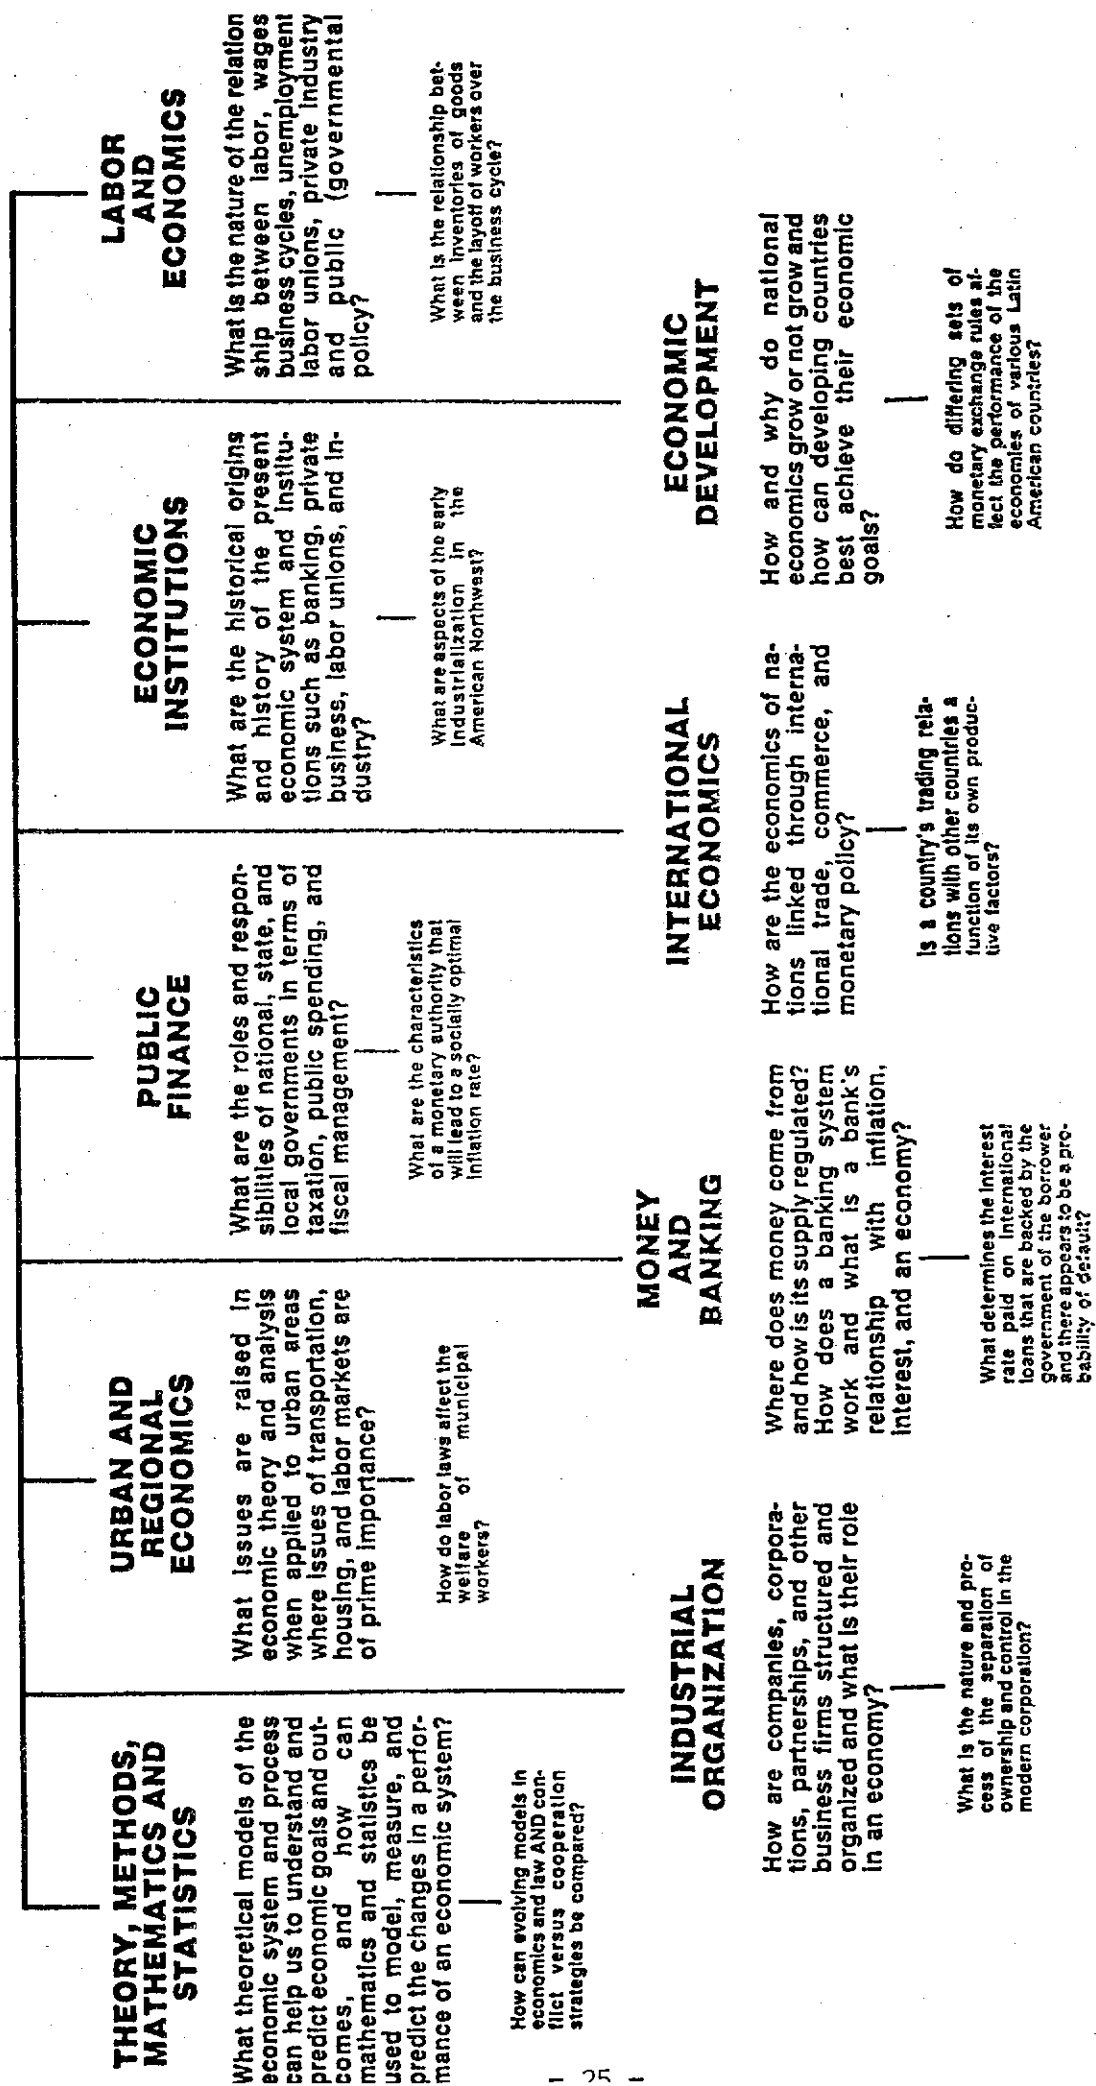 THEORY, METHODS,
MATHEMATICS AND
STATISTICS
What theoretical models of the
economic system and process
can help us to understand and
predict economic goals and out-
comes, and how can
mathematics and statistics be
used to model, measure, and
predict the changes in a perfor-
mance of an economic system?
How can evolving models in
economics and law AND con-
flict versus cooperation
strategies be compared?
URBAN AND
REGIONAL
ECONOMICS
What issues are raised in
economic theory and analysis
when applied to urban areas
where issues of transportation,
housing, and labor markets are
of prime importance?
How do labor laws affect the
welfare of municipal
workers?
PUBLIC
FINANCE
What are the roles and respon-
sibilities of national, state, and
local governments in terms of
taxation, public spending, and
fiscal management?
What are the characteristics
of a monetary authority that
will lead to a socially optimal
inflation rate?
ECONOMIC
INSTITUTIONS
What are the historical origins
and history of the present
economic system and institu-
tions such as banking, private
business, labor unions, and in-
dustry?
What are aspects of the early
industrialization in the
American Northwest?
LABOR
AND
ECONOMICS
What is the nature of the relation
ship between labor, wages
business cycles, unemployment
labor unions, private industry
and public (governmental
policy?
What is the relationship bet-
ween inventories of goods
and the layoff of workers over
the business cycle?
INDUSTRIAL
ORGANIZATION
How are companies, corpora-
tions, partnerships, and other
business firms structured and
organized and what is their role
in an economy?
What is the nature and pro-
cess of the separation of
ownership and control in the
modern corporation?
MONEY
AND
BANKING
Where does money come from
and how is its supply regulated?
How does a banking system
work and what is a bank's
relationship with inflation,
interest, and an economy?
What determines the interest
rate paid on international
loans that are backed by the
government of the borrower
and there appears to be a pro-
bability of default?
INTERNATIONAL
ECONOMICS
How are the economics of na-
tions linked through interna-
tional trade, commerce, and
monetary policy?
Is a country's trading rela-
tions with other countries a
function of its own produc-
tive factors?
ECONOMIC
DEVELOPMENT
How and why do national
economics grow or not grow and
how can developing countries
best achieve their economic
goals?
How do differing sets of
monetary exchange rules af-
fect the performance of the
economies of various Latin
American countries?
- 25 -